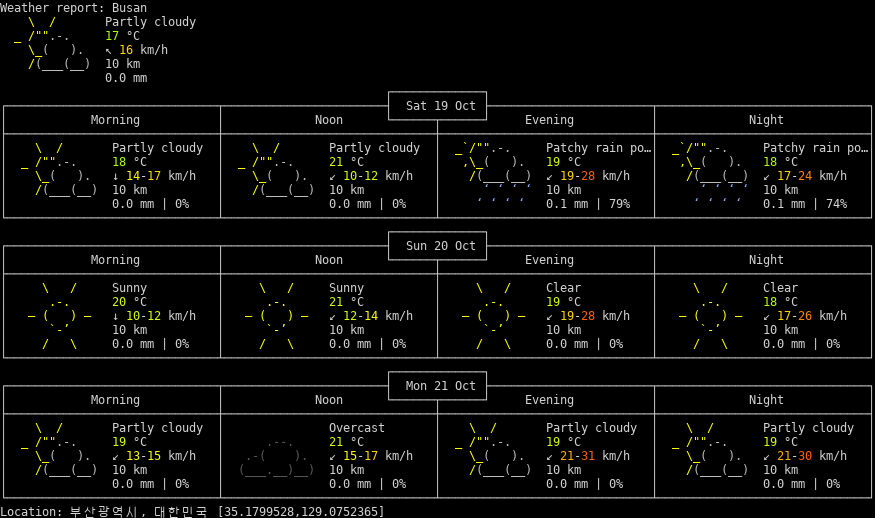 Weather report: Busan
Partly cloudy
17 °C
↖ 16 km/h
10 km
0.0 mm
Sat 19 Oct
Morning Noon Evening Night
Partly cloudy Partly cloudy Patchy rain po… Patchy rain po…
18 °C 21 °C 19 °C 18 °C
↓ 14-17 km/h ↙ 10-12 km/h ↙ 19-28 km/h ↙ 17-24 km/h
10 km 10 km 10 km 10 km
0.0 mm | 0% 0.0 mm | 0% 0.1 mm | 79% 0.1 mm | 74%
Sun 20 Oct
Morning Noon Evening Night
Sunny Sunny Clear Clear
20 °C 21 °C 19 °C 18 °C
↓ 10-12 km/h ↙ 12-14 km/h ↙ 19-28 km/h ↙ 17-26 km/h
10 km 10 km 10 km 10 km
0.0 mm | 0% 0.0 mm | 0% 0.0 mm | 0% 0.0 mm | 0%
Mon 21 Oct
Morning Noon Evening Night
Partly cloudy Overcast Partly cloudy Partly cloudy
19 °C 21 °C 19 °C 19 °C
↙ 13-15 km/h ↙ 15-17 km/h ↙ 21-31 km/h ↙ 21-30 km/h
10 km 10 km 10 km 10 km
0.0 mm | 0% 0.0 mm | 0% 0.0 mm | 0% 0.0 mm | 0%
Location: 부산광역시, 대한민국 [35.1799528,129.0752365]